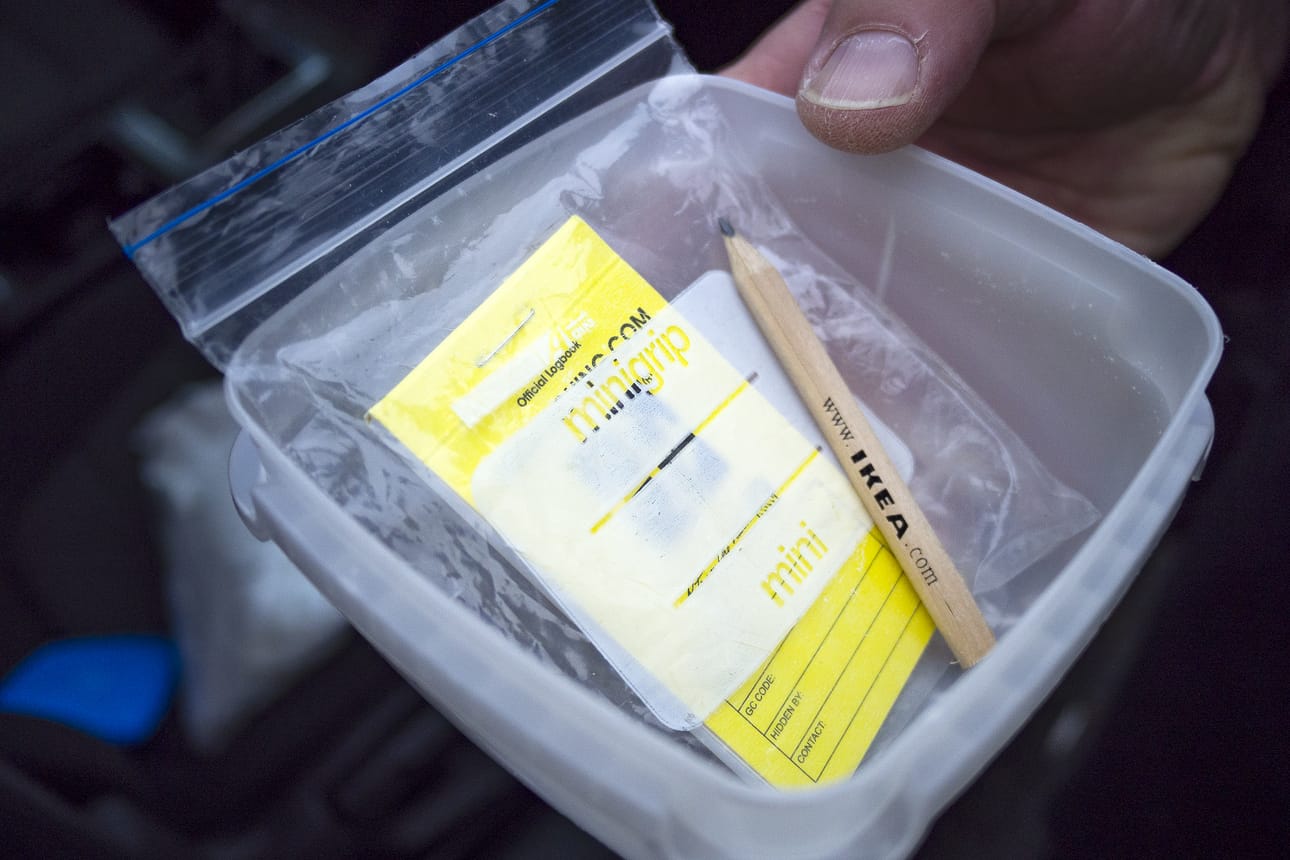 Official Logbook
minigrip
mini
www.IKEA.com
GC CODE:
HIDDEN BY:
CONTACT: